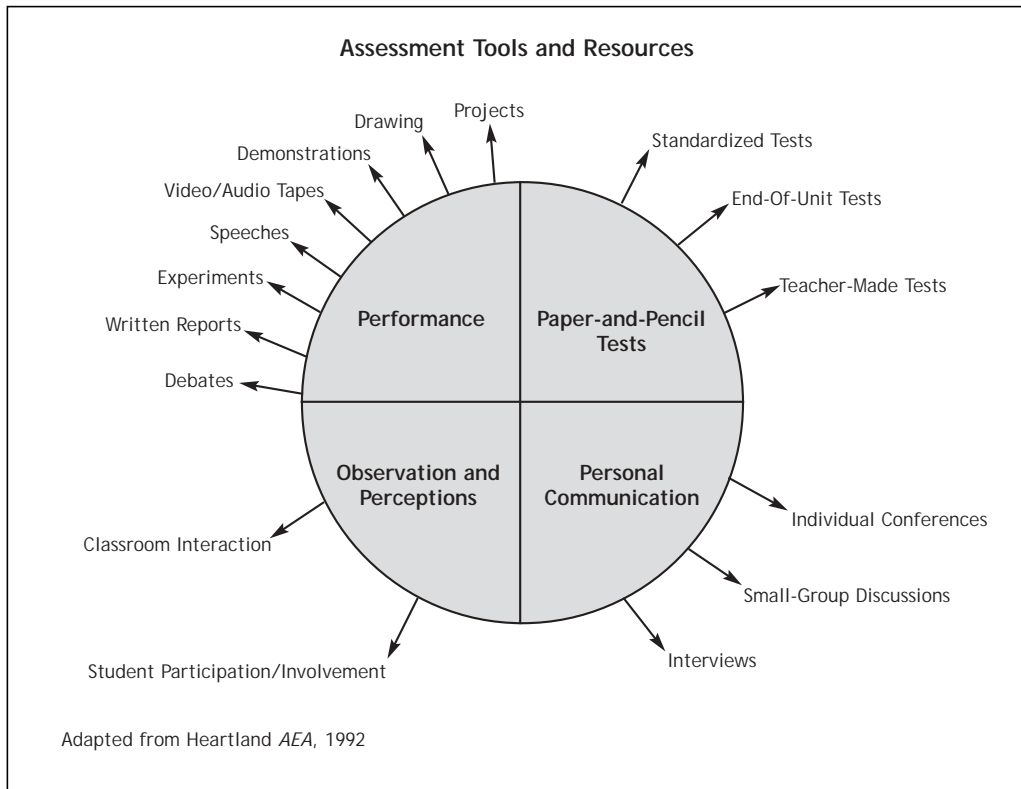 Assessment Tools and Resources
Projects
Drawing
Demonstrations
Video/Audio Tapes
Speeches
Experiments
Written Reports
Debates
Performance
Standardized Tests
End-Of-Unit Tests
Teacher-Made Tests
Paper-and-Pencil
Tests
Observation and
Perceptions
Classroom Interaction
Student Participation/Involvement
Personal
Communication
Individual Conferences
Small-Group Discussions
Interviews
Adapted from Heartland AEA, 1992